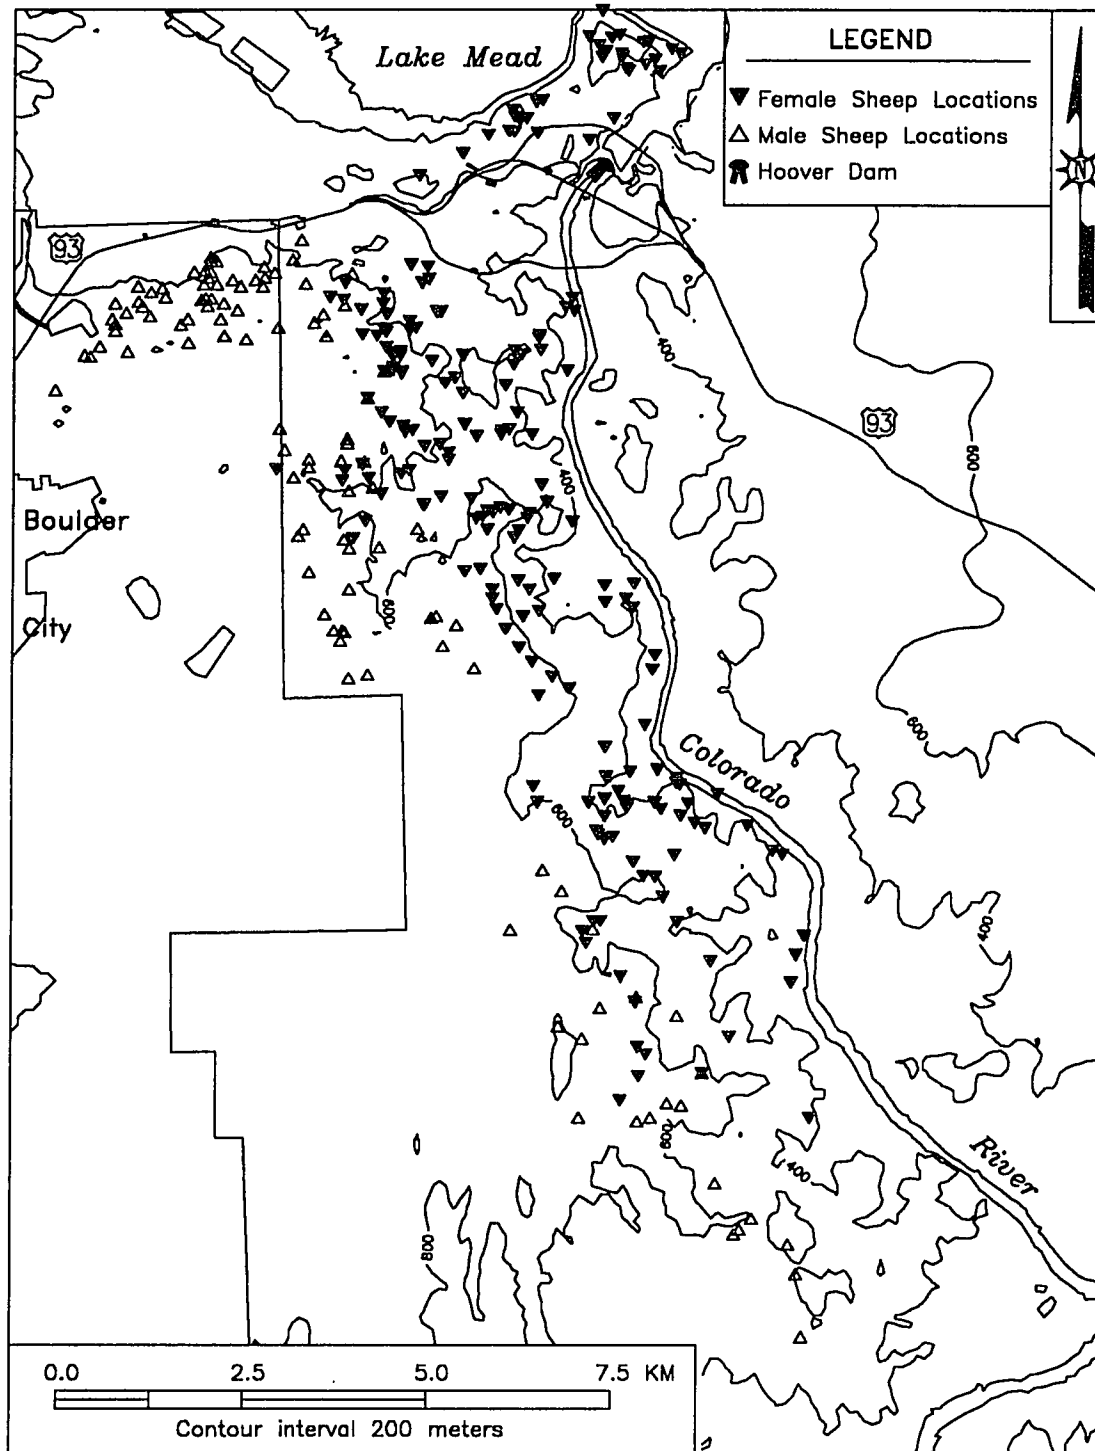 Lake Mead
LEGEND
Female Sheep Locations
Male Sheep Locations
Hoover Dam
N
93
400
93
600
400
Boulder
City
600
600
Colorado
600
400
600
400
River
800
0.0 2.5 5.0 7.5 KM
Contour interval 200 meters